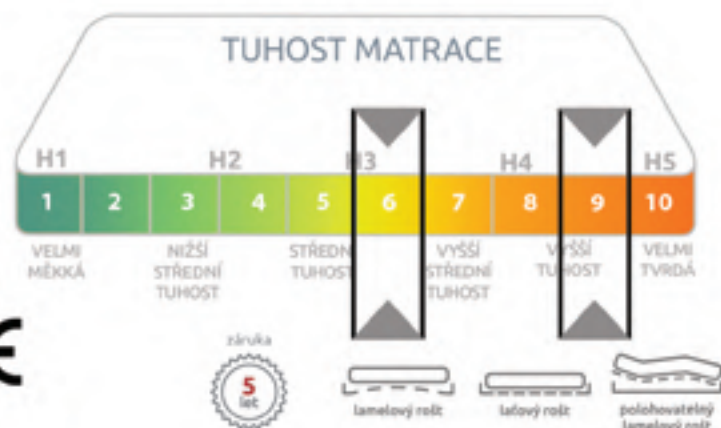 TUHOST MATRACE
H1 H2 H3 H4 H5
1 2 3 4 5 6 7 8 9 10
VELMI
MĚKKÁ
NIŽŠÍ
STŘEDNÍ
TUHOST
STŘEDN
TUHOST
VYŠŠÍ
STŘEDNÍ
TUHOST
VYŠŠÍ
TUHOST
VELMI
TVRDÁ
záruka
5
let
lamelový rošt
laťový rošt
polohovatelný
lamelový rošt